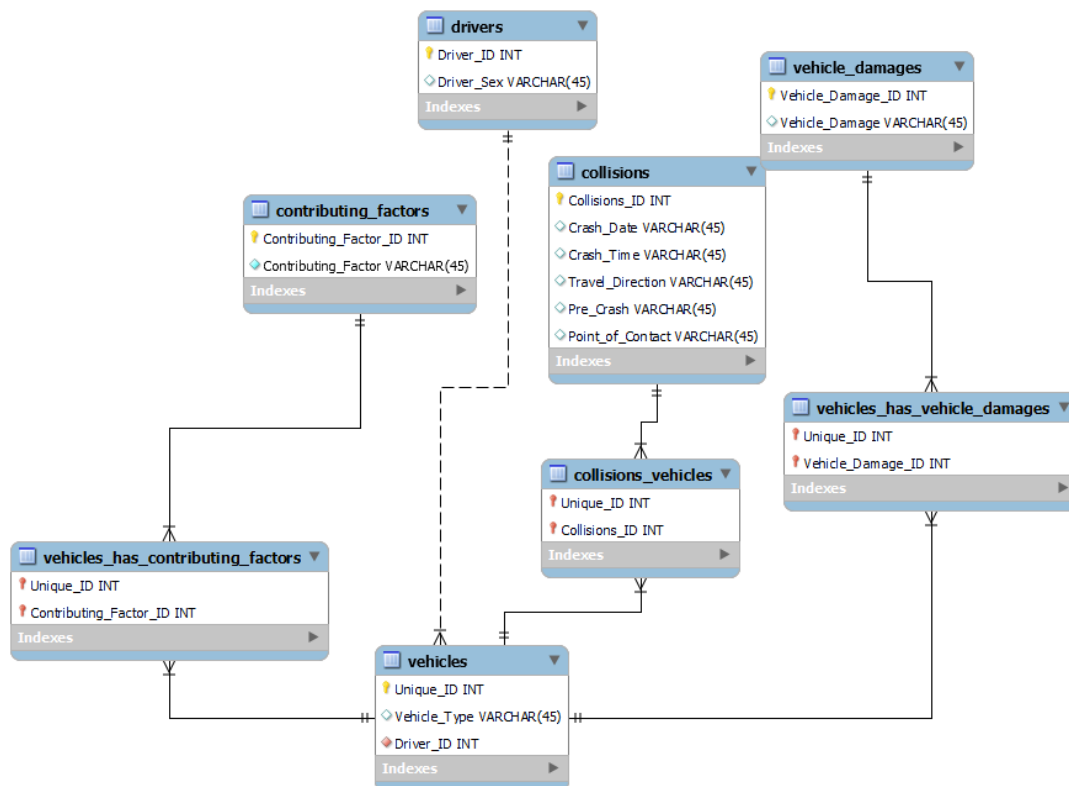 drivers
Driver_ID INT
Driver_Sex VARCHAR(45)
Indexes
vehicle_damages
Vehicle_Damage_ID INT
Vehicle_Damage VARCHAR(45)
Indexes
collisions
Collisions_ID INT
Crash_Date VARCHAR(45)
Crash_Time VARCHAR(45)
Travel_Direction VARCHAR(45)
Pre_Crash VARCHAR(45)
Point_of_Contact VARCHAR(45)
Indexes
contributing_factors
Contributing_Factor_ID INT
Contributing_Factor VARCHAR(45)
Indexes
vehicles_has_vehicle_damages
Unique_ID INT
Vehicle_Damage_ID INT
Indexes
collisions_vehicles
Unique_ID INT
Collisions_ID INT
Indexes
vehicles_has_contributing_factors
Unique_ID INT
Contributing_Factor_ID INT
Indexes
vehicles
Unique_ID INT
Vehicle_Type VARCHAR(45)
Driver_ID INT
Indexes